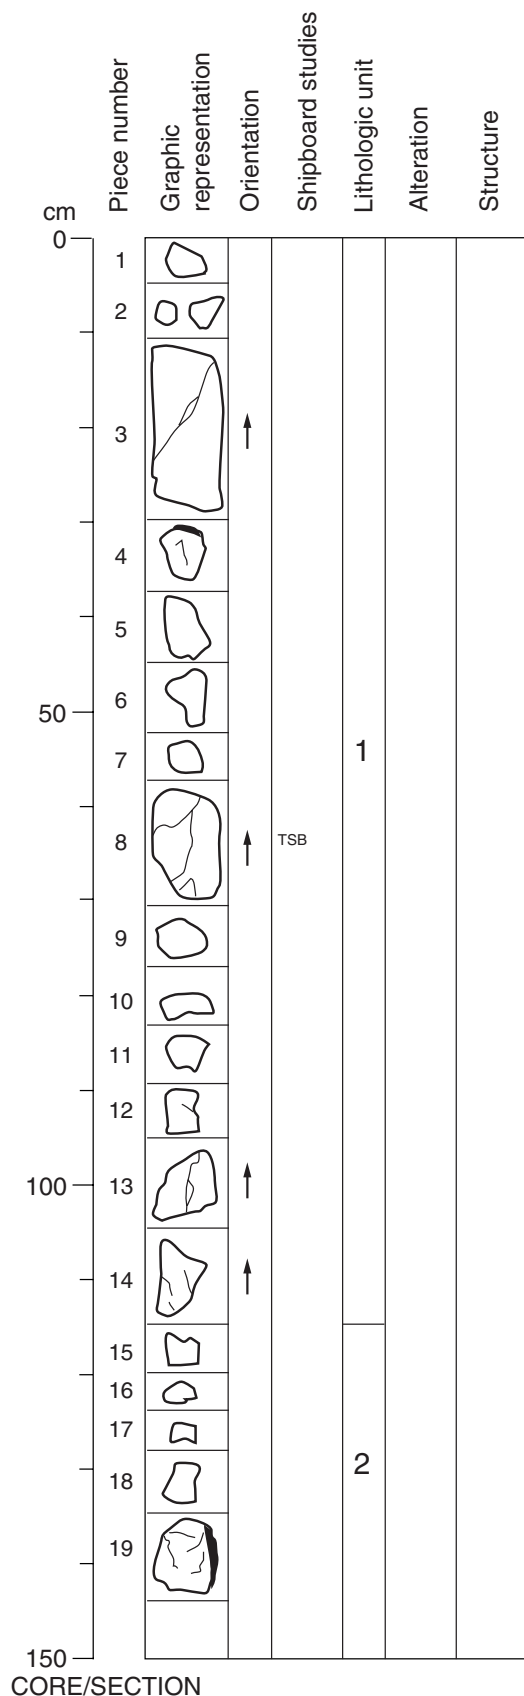 cm
Piece number
Graphic
representation
Orientation
Shipboard studies
Lithologic unit
Alteration
Structure
0
1
2
3
4
5
6
50
1
7
8
TSB
9
10
11
12
100
13
14
15
16
17
2
18
19
150
CORE/SECTION